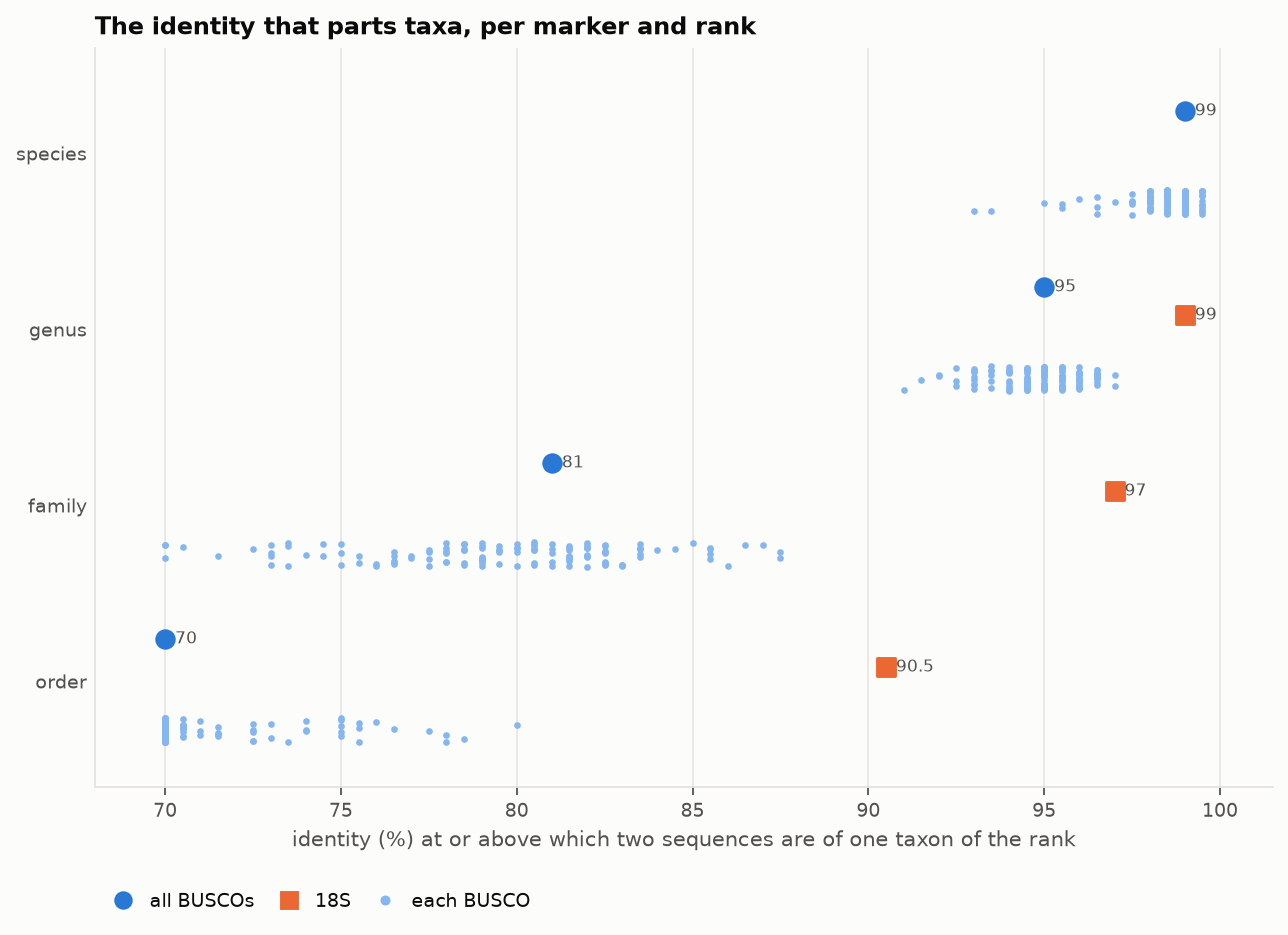 The identity that parts taxa, per marker and rank
99
species
95
99
genus
81
97
family
70
90.5
order
70 75 80 85 90 95 100
identity (%) at or above which two sequences are of one taxon of the rank
all BUSCOs 18S each BUSCO